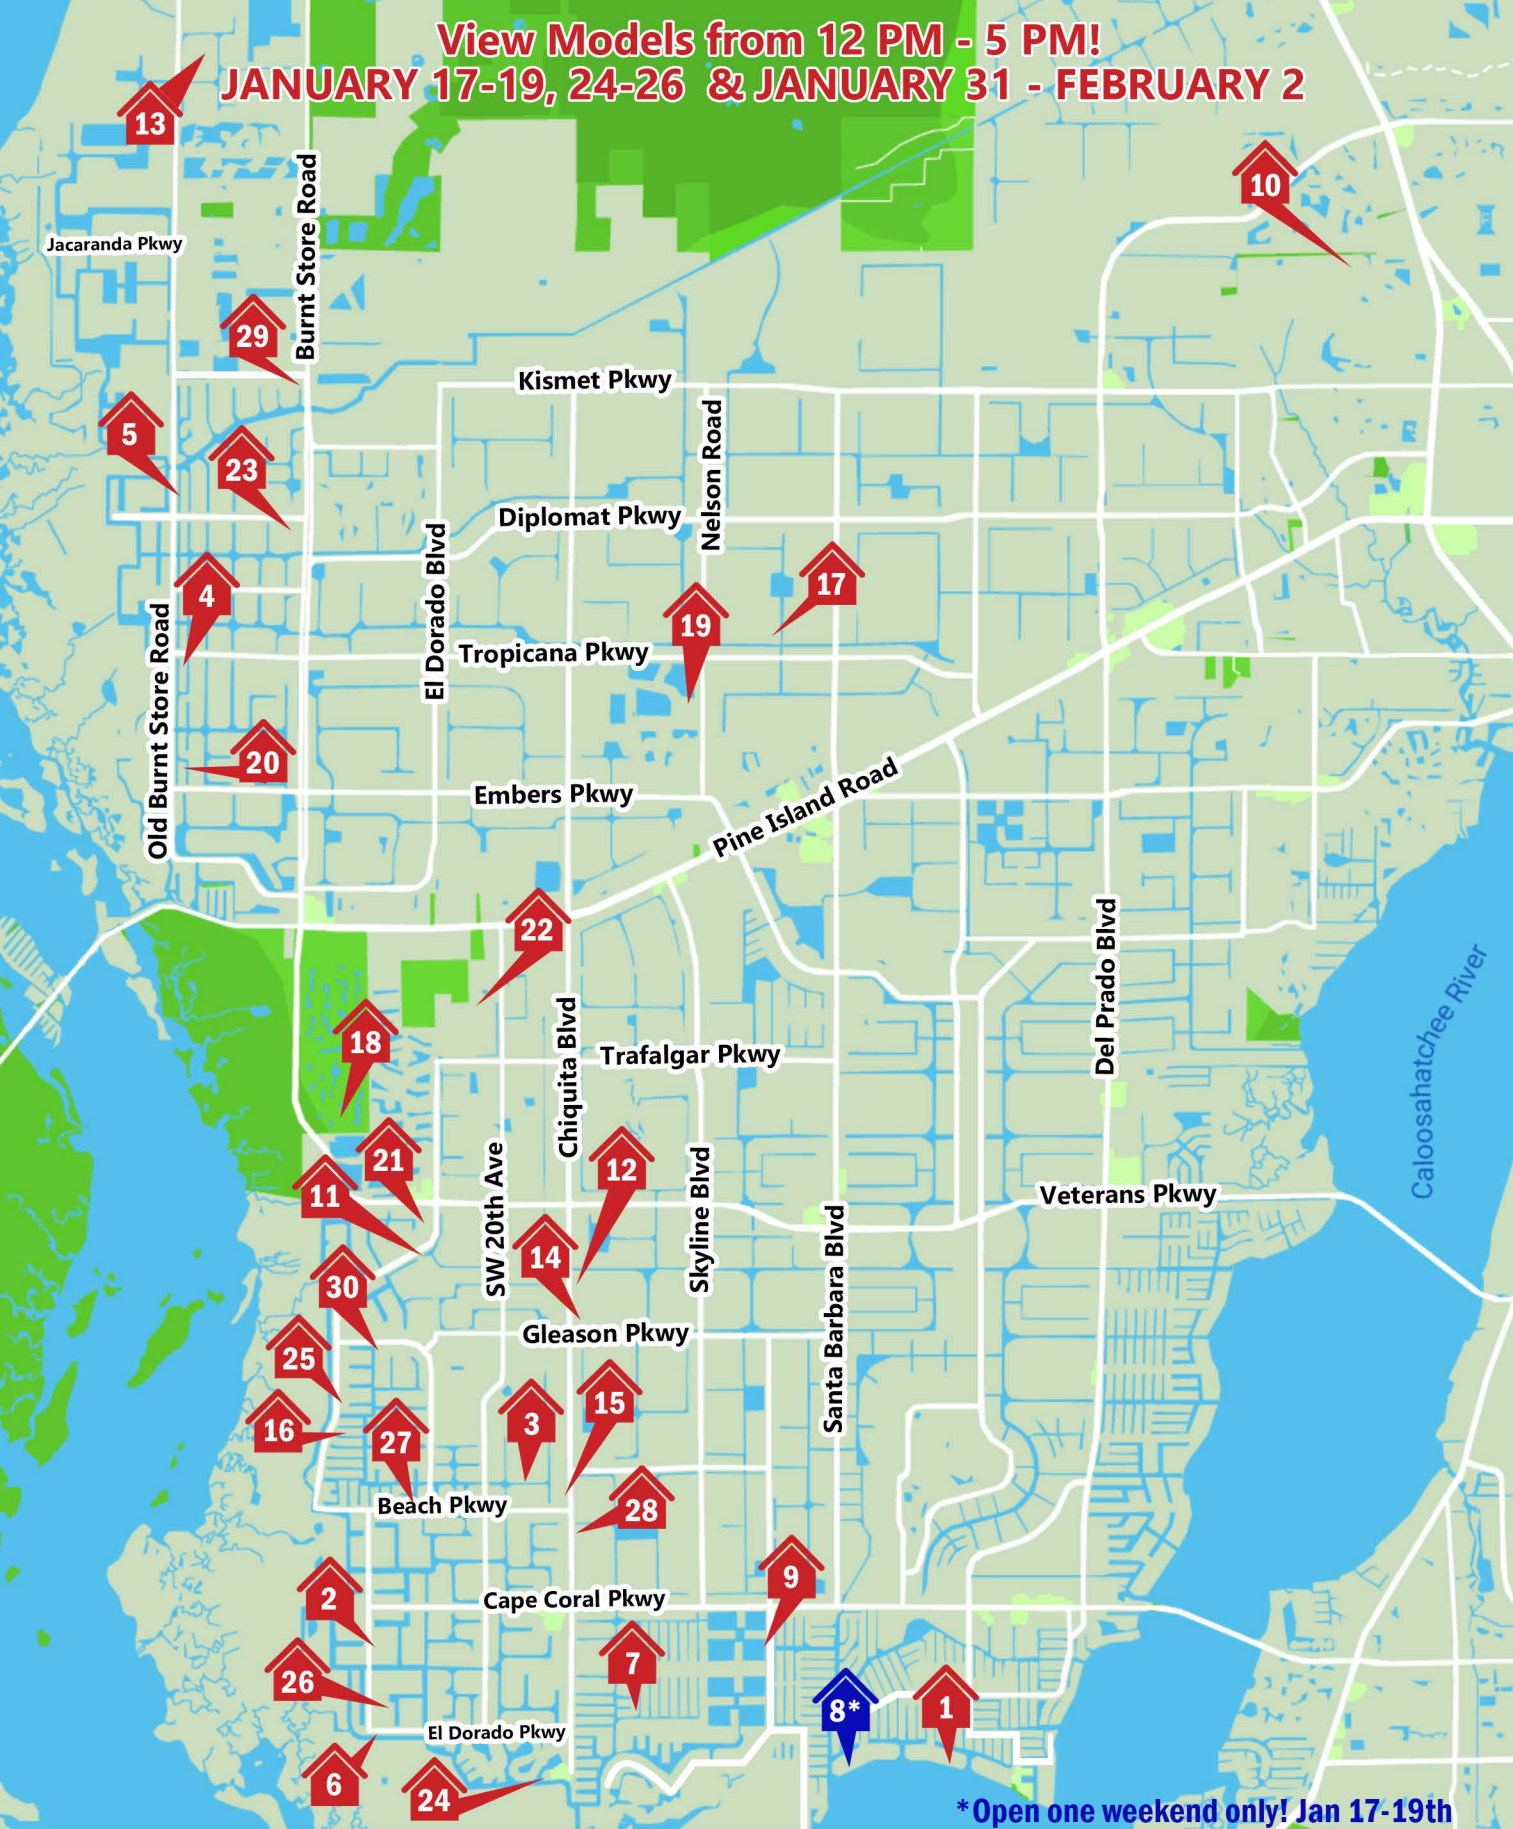 View Models from 12 PM - 5 PM!
JANUARY 17-19, 24-26 & JANUARY 31 - FEBRUARY 2
13
10
Burnt Store Road
Jacaranda Pkwy
29
Kismet Pkwy
5
23
Nelson Road
Diplomat Pkwy
El Dorado Blvd
4
17
19
Old Burnt Store Road
Tropicana Pkwy
20
Embers Pkwy
Pine Island Road
22
Del Prado Blvd
Caloosahatchee River
18
Chiquita Blvd
Trafalgar Pkwy
21
12
11
SW 20th Ave
Skyline Blvd
Veterans Pkwy
14
30
Santa Barbara Blvd
Gleason Pkwy
25
16
27
3
15
Beach Pkwy
28
9
2
Cape Coral Pkwy
26
7
8*
1
El Dorado Pkwy
6
24
*Open one weekend only! Jan 17-19th